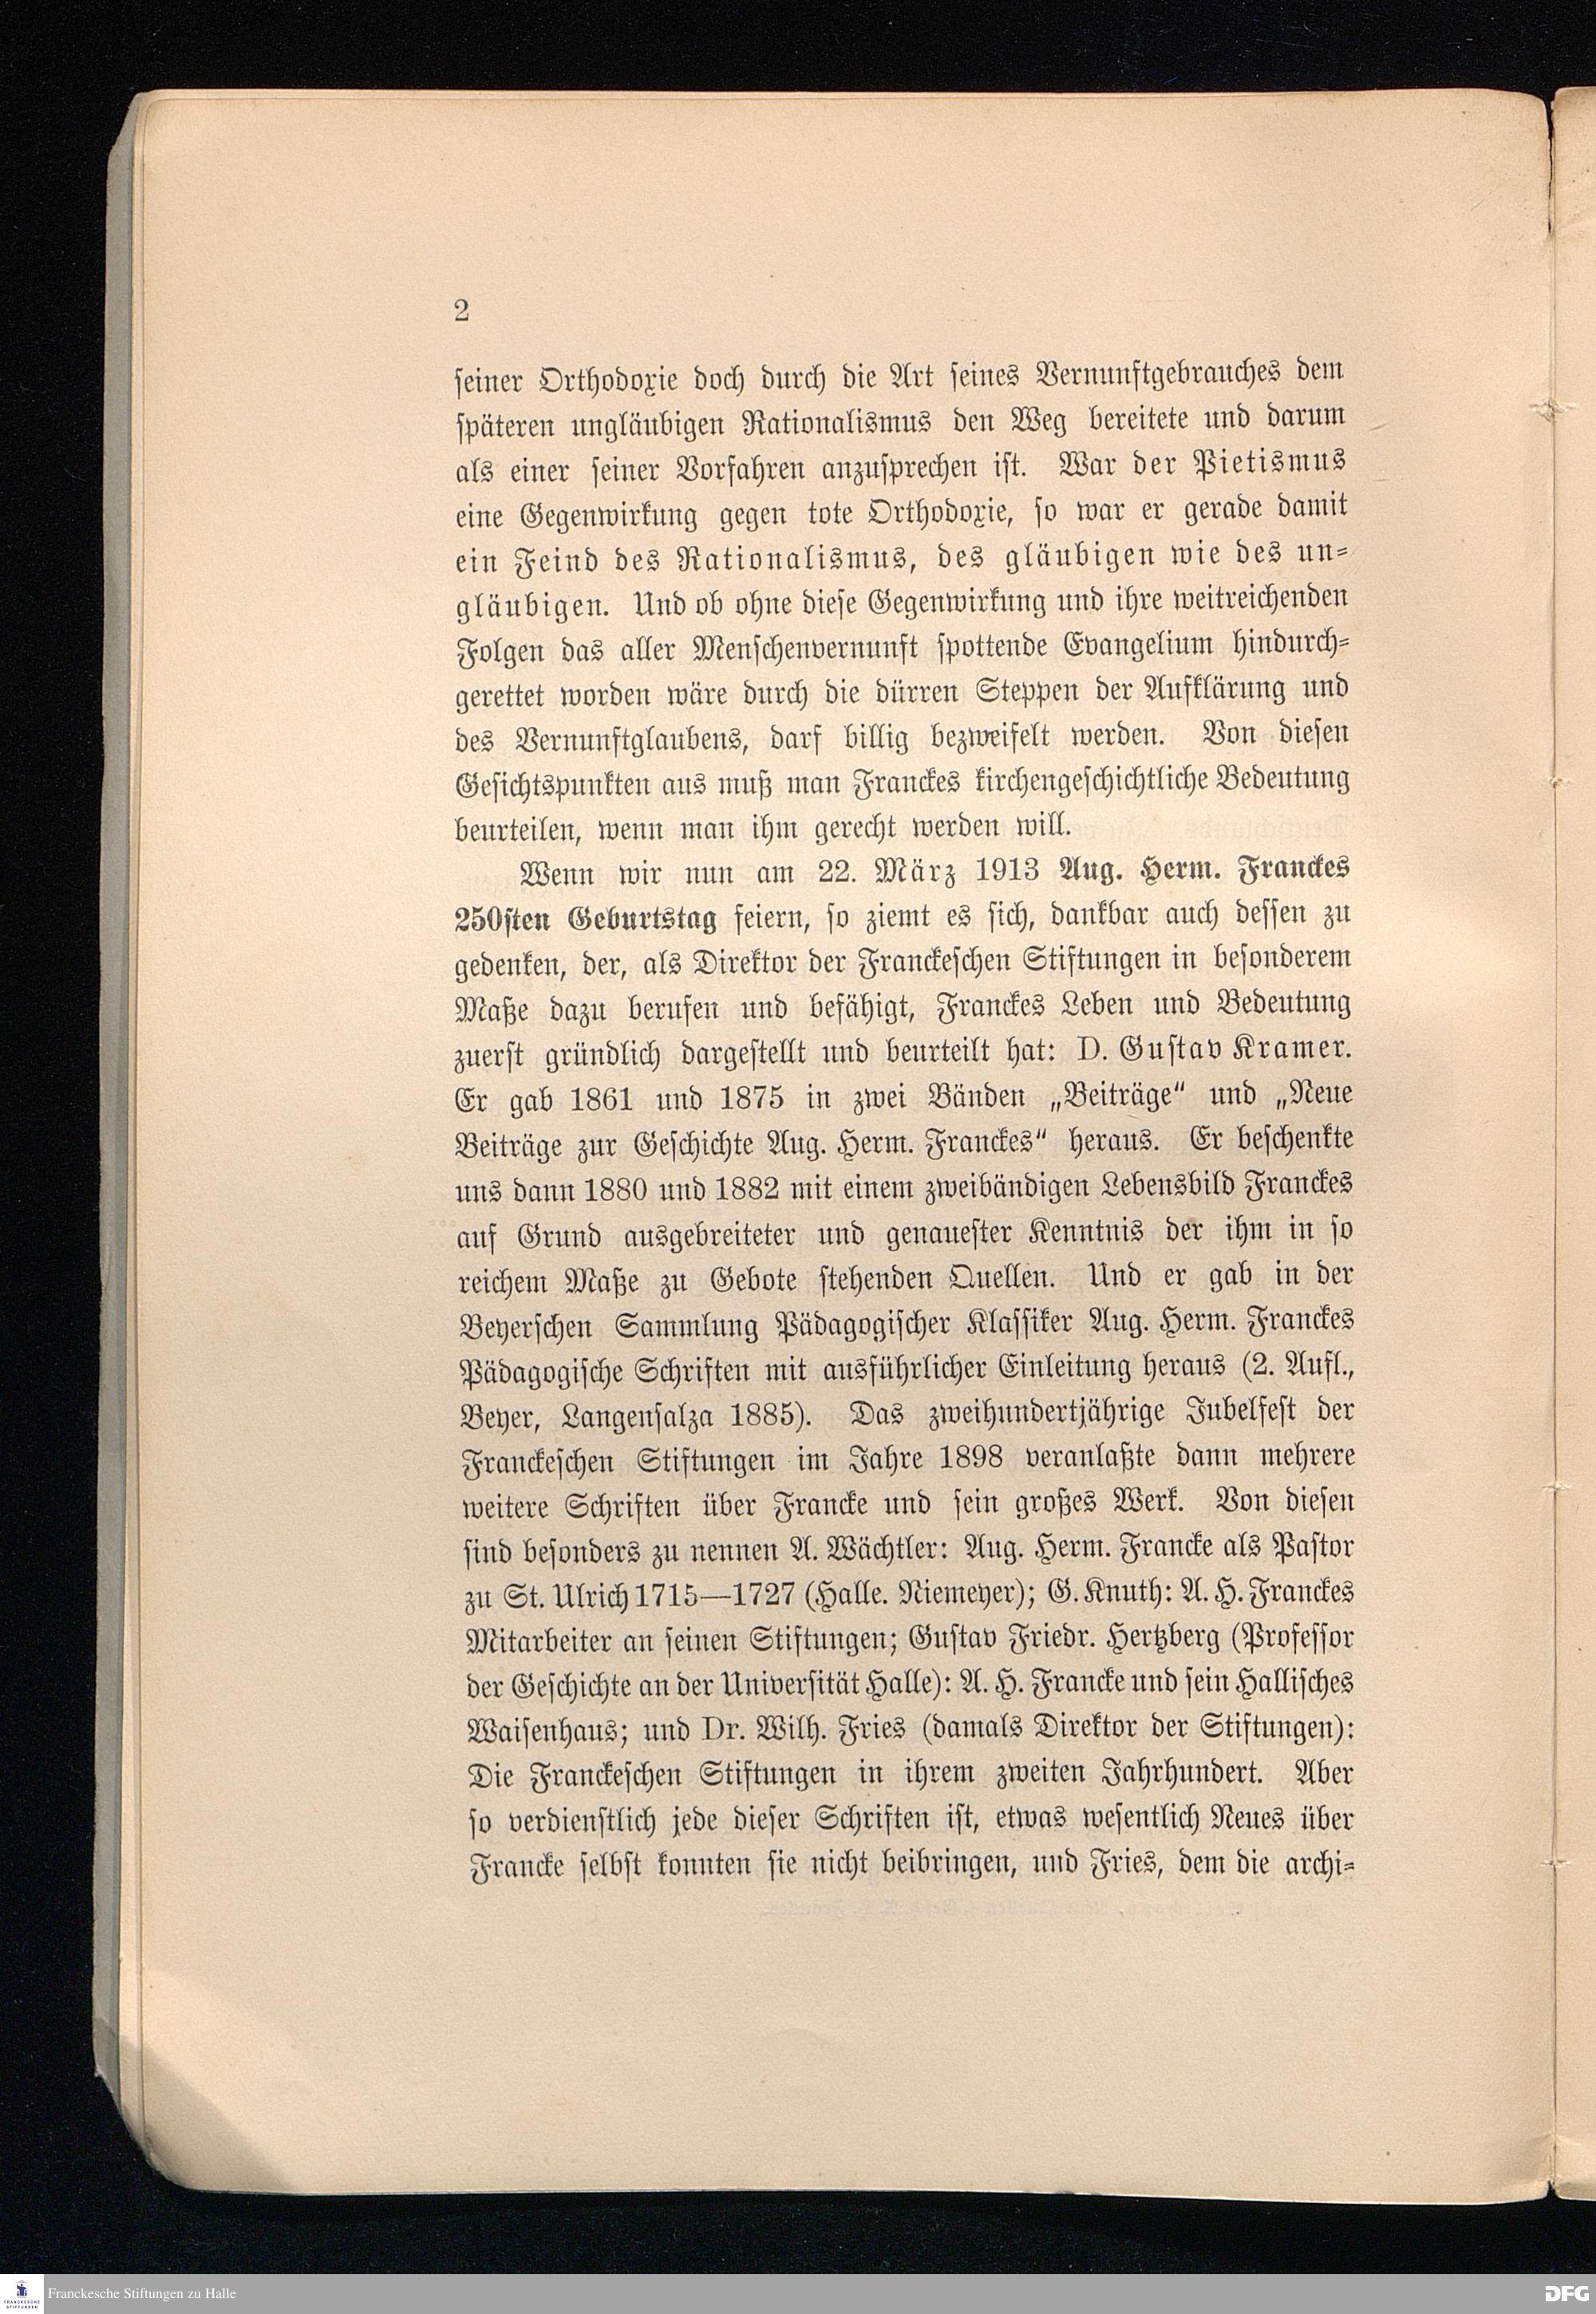 2
seiner Orthodoxie doch durch die Art seines Vernunftgebrauches dem
späteren ungläubigen Rationalismus den Weg bereitete und darum
als einer seiner Vorfahren anzusprechen ist. War der Pietismus
eine Gegenwirkung gegen tote Orthodoxie, so war er gerade damit
ein Feind des Rationalismus, des gläubigen wie des un-
gläubigen. Und ob ohne diese Gegenwirkung und ihre weitreichenden
Folgen das aller Menschenvernunft spottende Evangelium hindurch-
gerettet worden wäre durch die dürren Steppen der Aufklärung und
des Vernunftglaubens, darf billig bezweifelt werden. Von diesen
Gesichtspunkten aus muß man Franckes kirchengeschichtliche Bedeutung
beurteilen, wenn man ihm gerecht werden will.
Wenn wir nun am 22. März 1913 Aug. Herm. Franckes
250sten Geburtstag feiern, so ziemt es sich, dankbar auch dessen zu
gedenken, der, als Direktor der Franckeschen Stiftungen in besonderem
Maße dazu berufen und befähigt, Franckes Leben und Bedeutung
zuerst gründlich dargestellt und beurteilt hat: D. Gustav Kramer.
Er gab 1861 und 1875 in zwei Bänden „Beiträge“ und „Neue
Beiträge zur Geschichte Aug. Herm. Franckes“ heraus. Er beschenkte
uns dann 1880 und 1882 mit einem zweibändigen Lebensbild Franckes
auf Grund ausgebreiteter und genauester Kenntnis der ihm in so
reichem Maße zu Gebote stehenden Quellen. Und er gab in der
Beyerschen Sammlung Pädagogischer Klassiker Aug. Herm. Franckes
Pädagogische Schriften mit ausführlicher Einleitung heraus (2. Aufl.,
Beyer, Langensalza 1885). Das zweihundertjährige Jubelfest der
Franckeschen Stiftungen im Jahre 1898 veranlaßte dann mehrere
weitere Schriften über Francke und sein großes Werk. Von diesen
sind besonders zu nennen A. Wächtler: Aug. Herm. Francke als Pastor
zu St. Ulrich 1715—1727 (Halle. Niemeyer); G. Knuth: A. H. Franckes
Mitarbeiter an seinen Stiftungen; Gustav Friedr. Hertzberg (Professor
der Geschichte an der Universität Halle): A. H. Francke und sein Hallisches
Waisenhaus; und Dr. Wilh. Fries (damals Direktor der Stiftungen):
Die Franckeschen Stiftungen in ihrem zweiten Jahrhundert. Aber
so verdienstlich jede dieser Schriften ist, etwas wesentlich Neues über
Francke selbst konnten sie nicht beibringen, und Fries, dem die archi-
FRANCKESCHE
STIFTUNGEN
Franckesche Stiftungen zu Halle
DFG